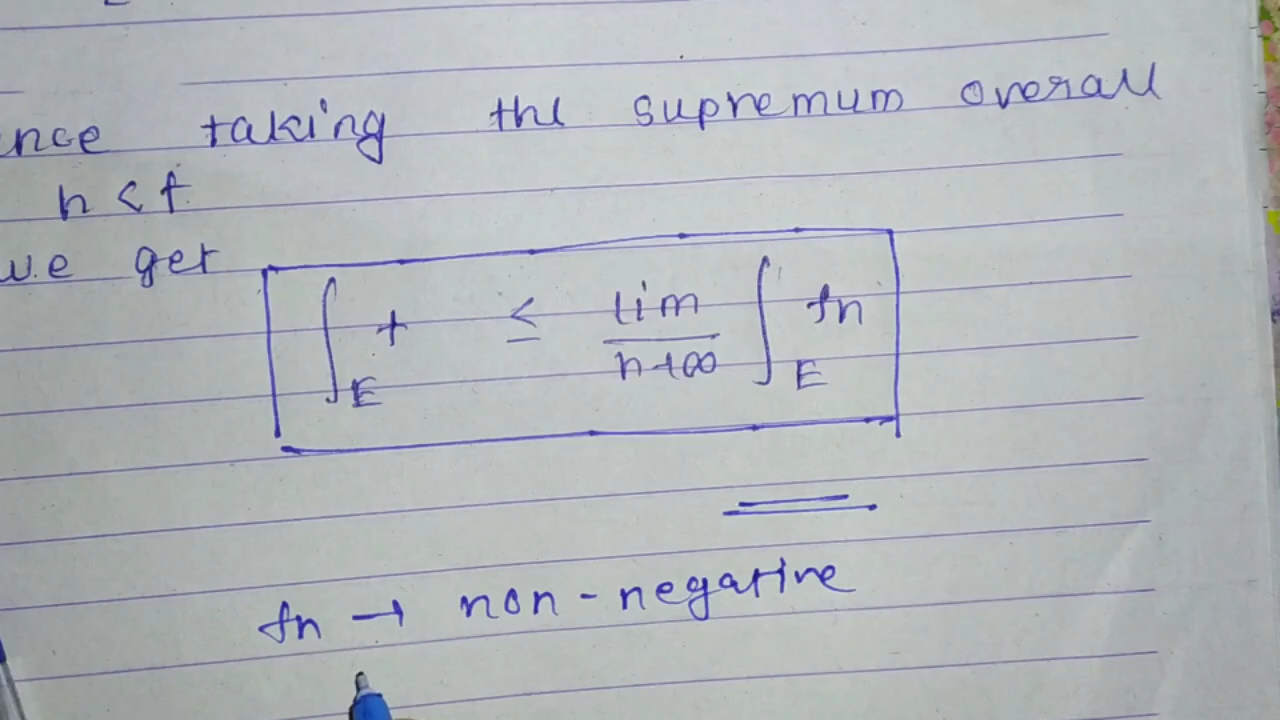 nce taking the supremum overall
h < f
we get
∫_E f ≤ lim_{n→∞} ∫_E fn
fn → non-negative